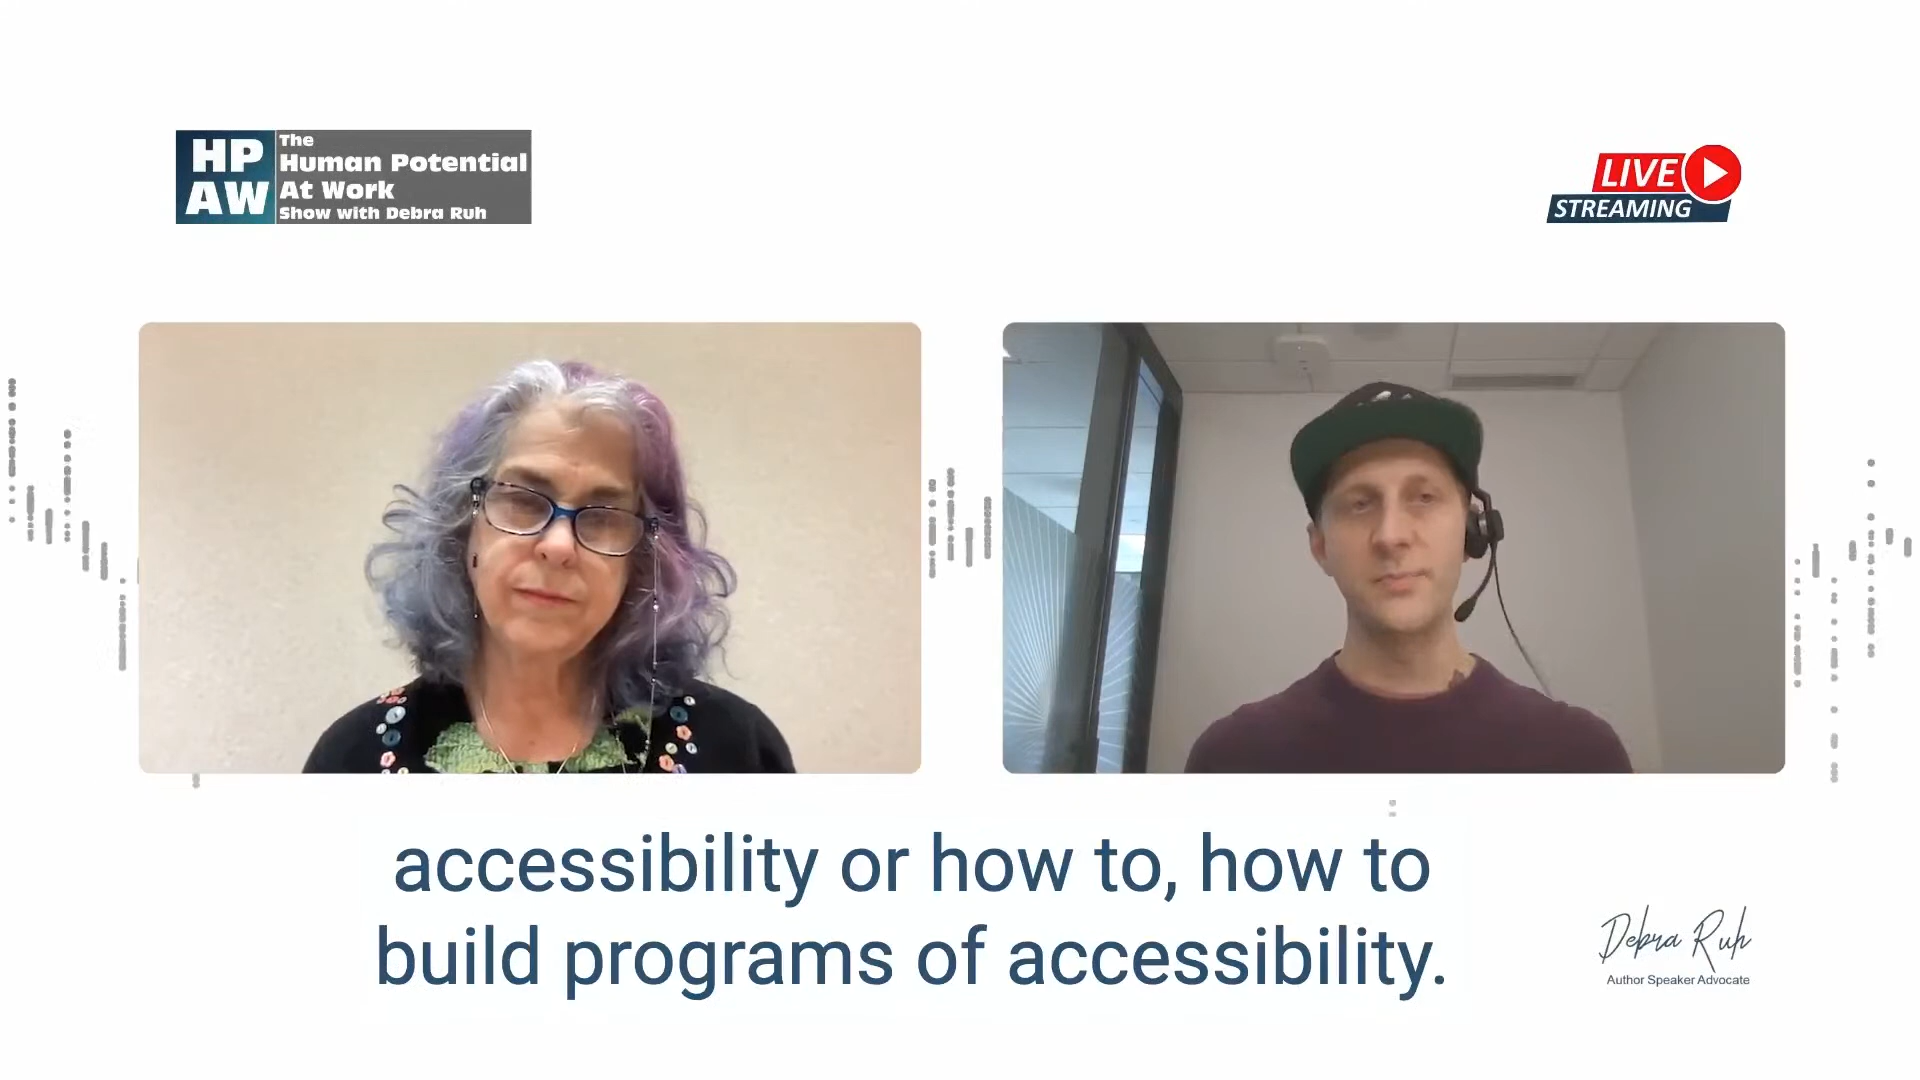 HP
AW
The
Human Potential
At Work
Show with Debra Ruh
LIVE
STREAMING
accessibility or how to, how to
build programs of accessibility.
Debra Ruh
Author Speaker Advocate